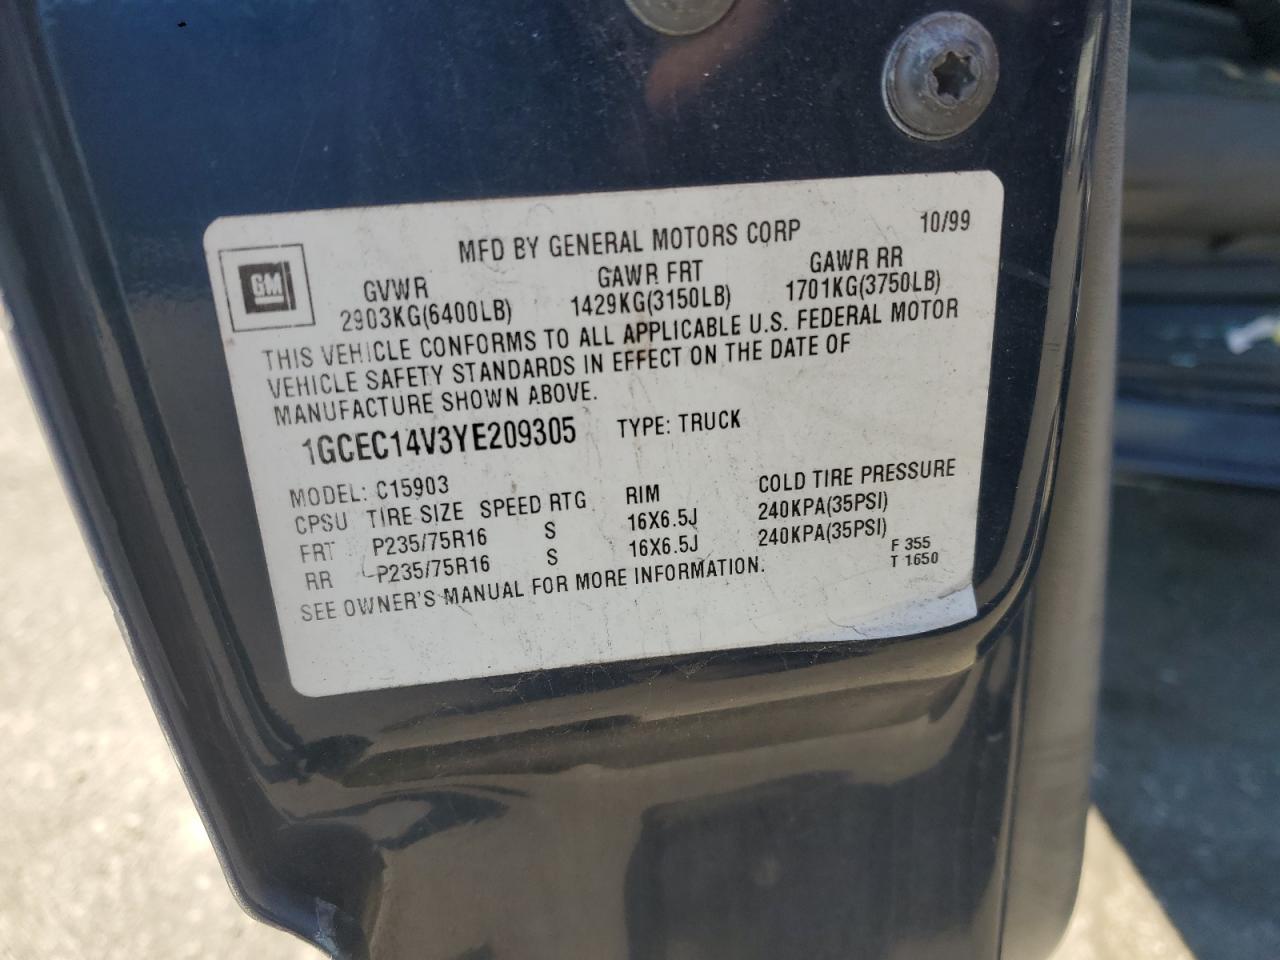 MFD BY GENERAL MOTORS CORP 10/99
GM
GVWR GAWR FRT GAWR RR
2903KG(6400LB) 1429KG(3150LB) 1701KG(3750LB)
THIS VEHICLE CONFORMS TO ALL APPLICABLE U.S. FEDERAL MOTOR
VEHICLE SAFETY STANDARDS IN EFFECT ON THE DATE OF
MANUFACTURE SHOWN ABOVE.
1GCEC14V3YE209305 TYPE: TRUCK
MODEL: C15903
CPSU TIRE SIZE SPEED RTG RIM COLD TIRE PRESSURE
FRT P235/75R16 S 16X6.5J 240KPA(35PSI)
RR P235/75R16 S 16X6.5J 240KPA(35PSI)
SEE OWNER'S MANUAL FOR MORE INFORMATION.
F 355
T 1650